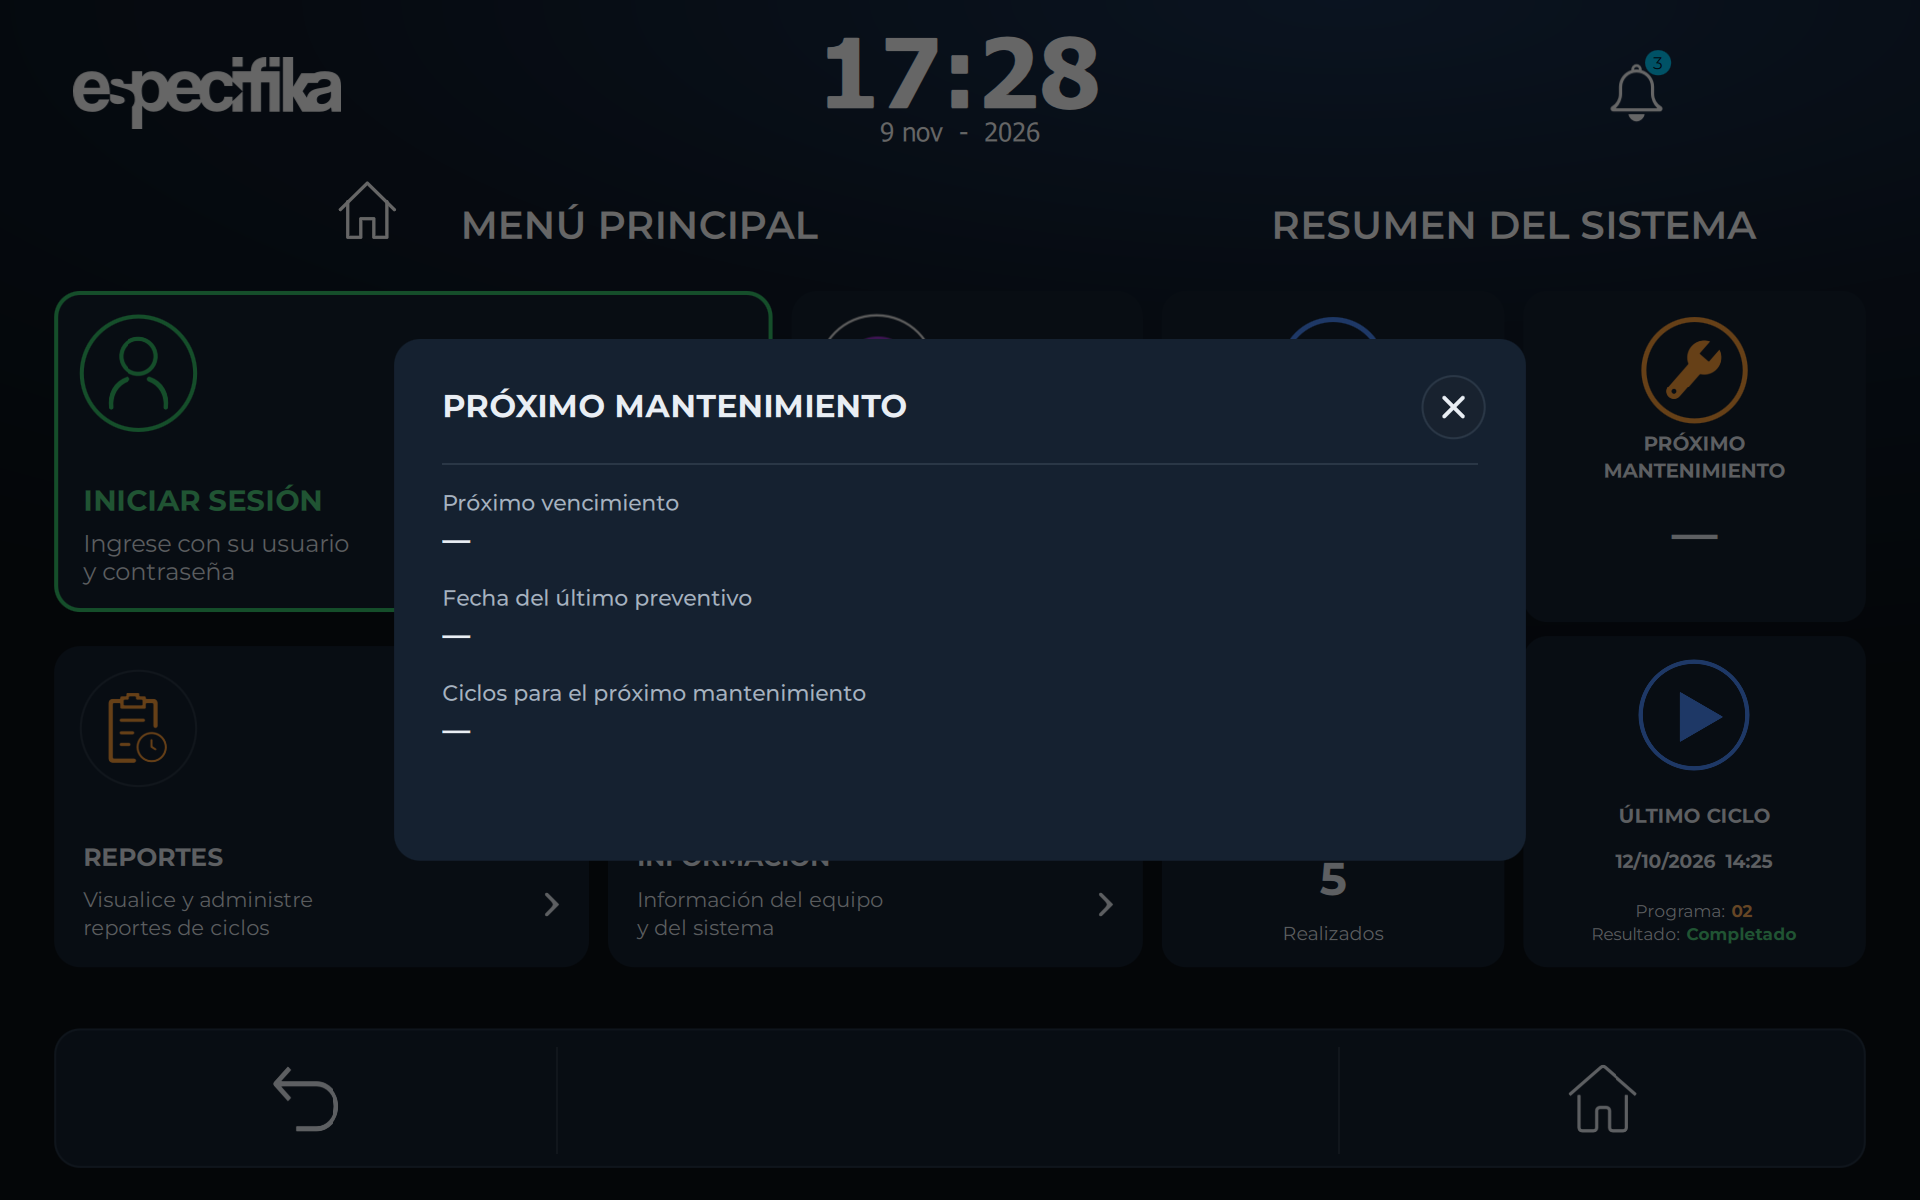 especifika
17:28
9 nov - 2026
3
MENÚ PRINCIPAL
RESUMEN DEL SISTEMA
INICIAR SESIÓN
Ingrese con su usuario
y contraseña
PRÓXIMO MANTENIMIENTO
Próximo vencimiento
—
Fecha del último preventivo
—
Ciclos para el próximo mantenimiento
—
PRÓXIMO
MANTENIMIENTO
—
REPORTES
Visualice y administre
reportes de ciclos
INFORMACIÓN
Información del equipo
y del sistema
5
Realizados
ÚLTIMO CICLO
12/10/2026 14:25
Programa: 02
Resultado: Completado